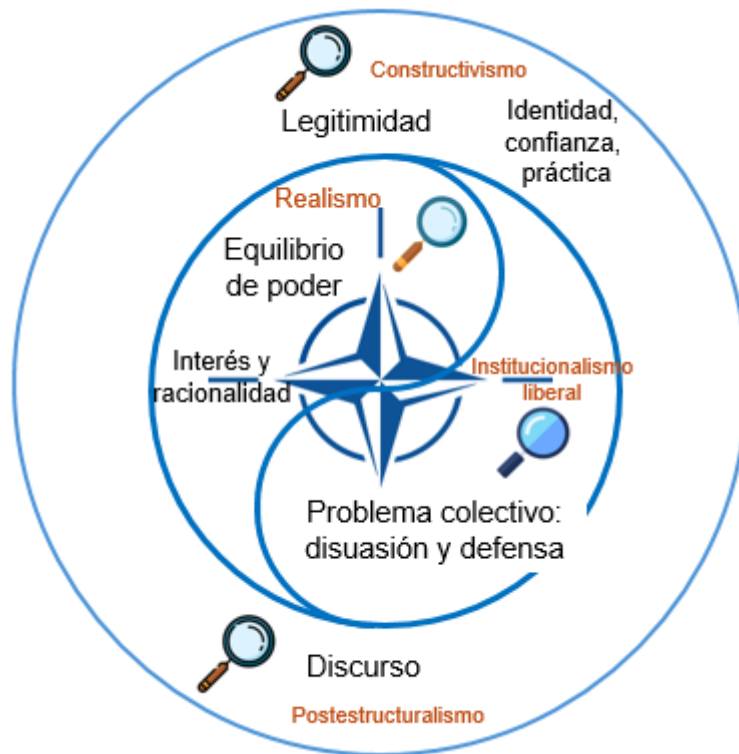 Constructivismo
Legitimidad
Identidad,
confianza,
práctica
Realismo
Equilibrio
de poder
Interés y
racionalidad
Institucionalismo
liberal
Problema colectivo:
disuasión y defensa
Discurso
Postestructuralismo